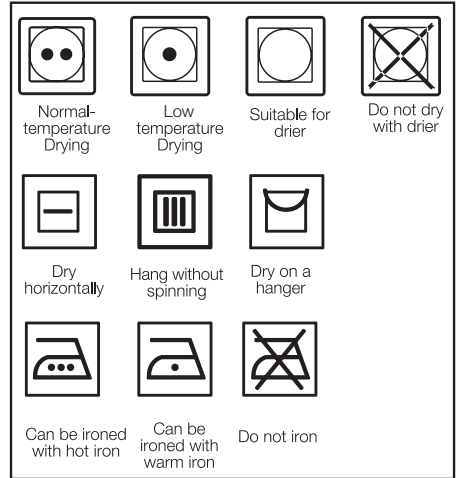 Normal-
temperature
Drying
Low
temperature
Drying
Suitable for
drier
Do not dry
with drier
Dry
horizontally
Hang without
spinning
Dry on a
hanger
Can be ironed
with hot iron
Can be
ironed with
warm iron
Do not iron